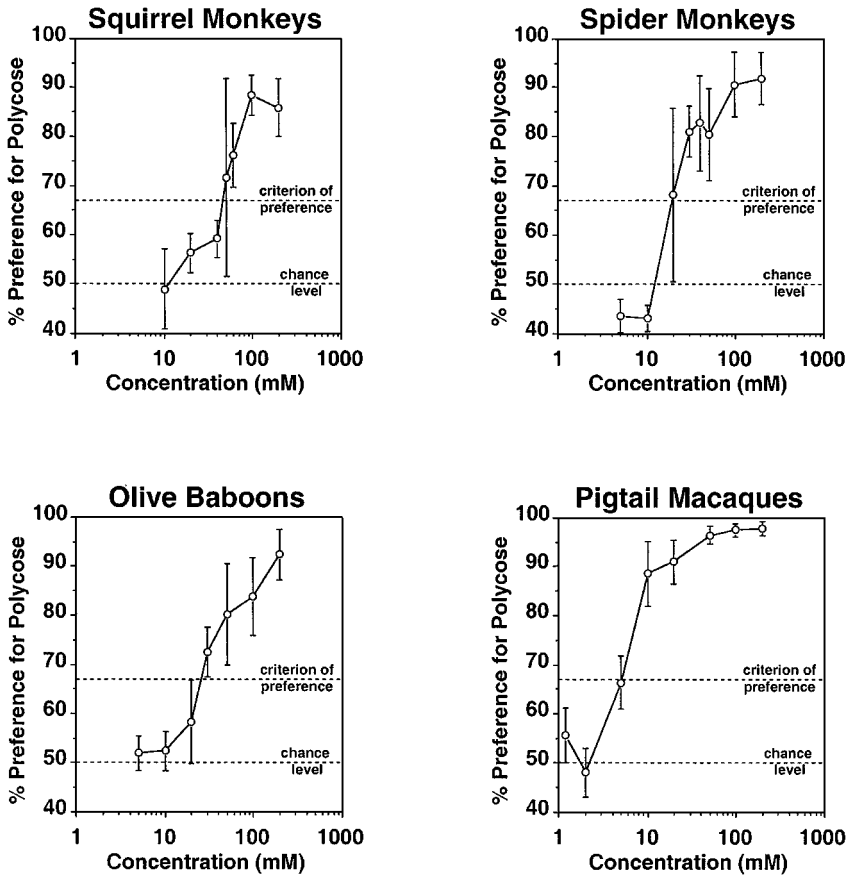 Squirrel Monkeys
% Preference for Polycose
100
90
80
70
60
50
40
criterion of
preference
chance
level
1 10 100 1000
Concentration (mM)
Spider Monkeys
% Preference for Polycose
100
90
80
70
60
50
40
criterion of
preference
chance
level
1 10 100 1000
Concentration (mM)
Olive Baboons
% Preference for Polycose
100
90
80
70
60
50
40
criterion of
preference
chance
level
1 10 100 1000
Concentration (mM)
Pigtail Macaques
% Preference for Polycose
100
90
80
70
60
50
40
criterion of
preference
chance
level
1 10 100 1000
Concentration (mM)